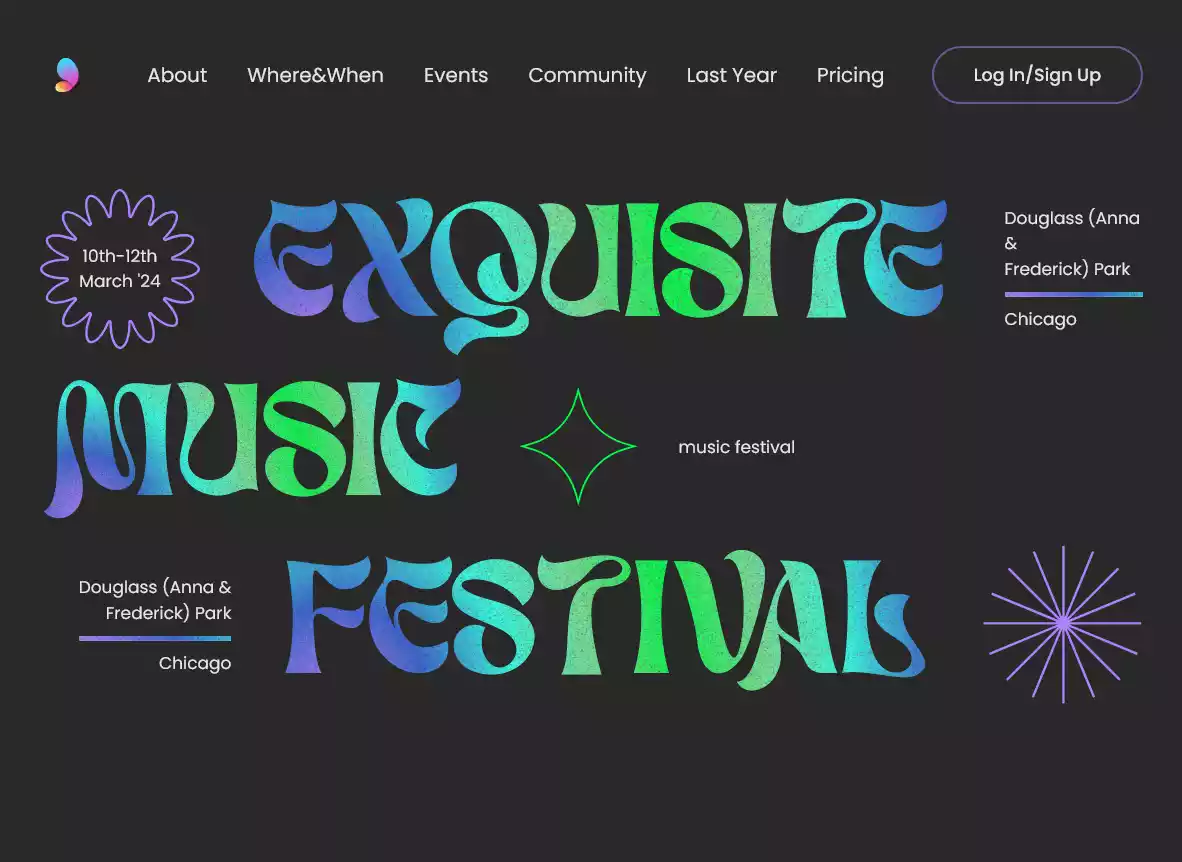 About Where&When Events Community Last Year Pricing Log In/Sign Up
10th-12th
March '24
EXQUISITE
Douglass (Anna
&
Frederick) Park
Chicago
MUSIC
music festival
Douglass (Anna &
Frederick) Park
Chicago
FESTIVAL